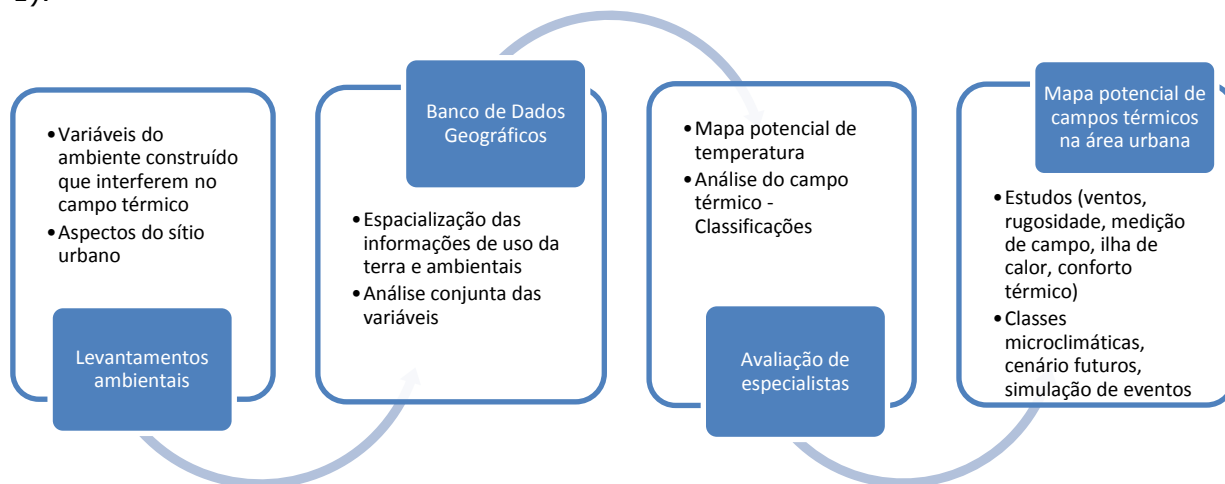 1).
•Variáveis do
ambiente construído
que interferem no
campo térmico
•Aspectos do sítio
urbano
Levantamentos
ambientais
Banco de Dados
Geográficos
•Espacialização das
informações de uso da
terra e ambientais
•Análise conjunta das
variáveis
•Mapa potencial de
temperatura
•Análise do campo
térmico -
Classificações
Avaliação de
especialistas
Mapa potencial de
campos térmicos
na área urbana
•Estudos (ventos,
rugosidade, medição
de campo, ilha de
calor, conforto
térmico)
•Classes
microclimáticas,
cenário futuros,
simulação de eventos